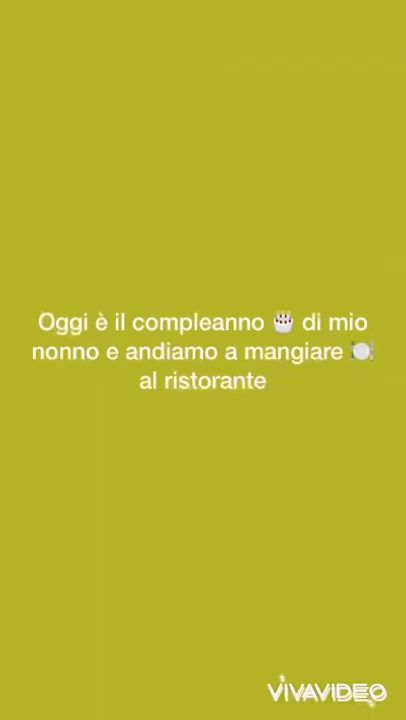 Oggi è il compleanno 🎂 di mio
nonno e andiamo a mangiare 🍽️
al ristorante
VIVAVIDEO